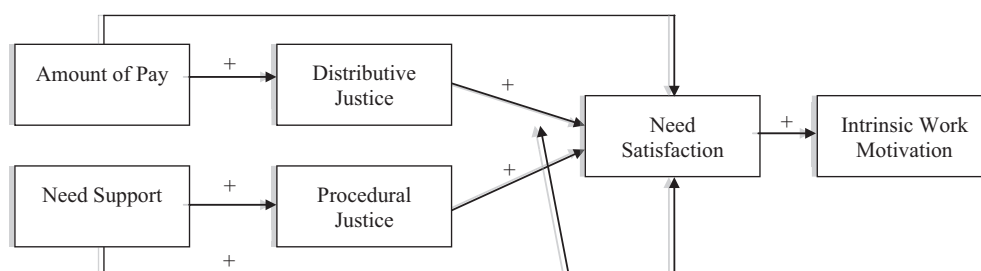 Amount of Pay
+
Distributive
Justice
+
Need
Satisfaction
+
Intrinsic Work
Motivation
Need Support
+
Procedural
Justice
+
+